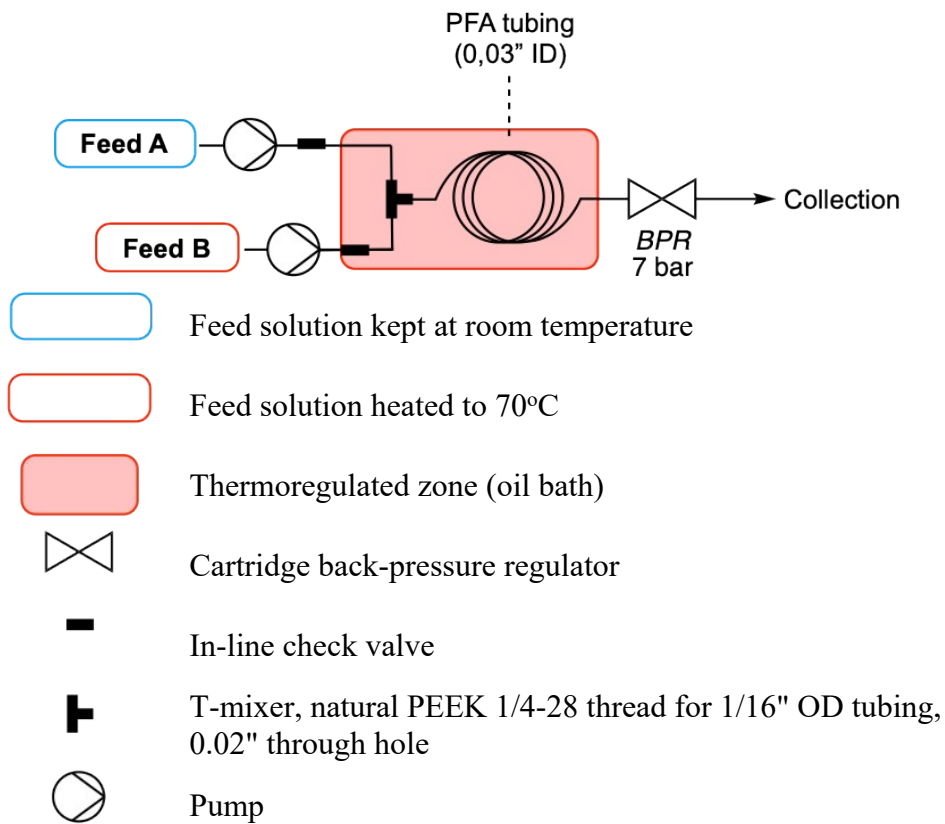 PFA tubing
(0,03” ID)
Feed A
Feed B
Collection
BPR
7 bar
Feed solution kept at room temperature
Feed solution heated to 70ºC
Thermoregulated zone (oil bath)
Cartridge back-pressure regulator
In-line check valve
T-mixer, natural PEEK 1/4-28 thread for 1/16" OD tubing,
0.02" through hole
Pump